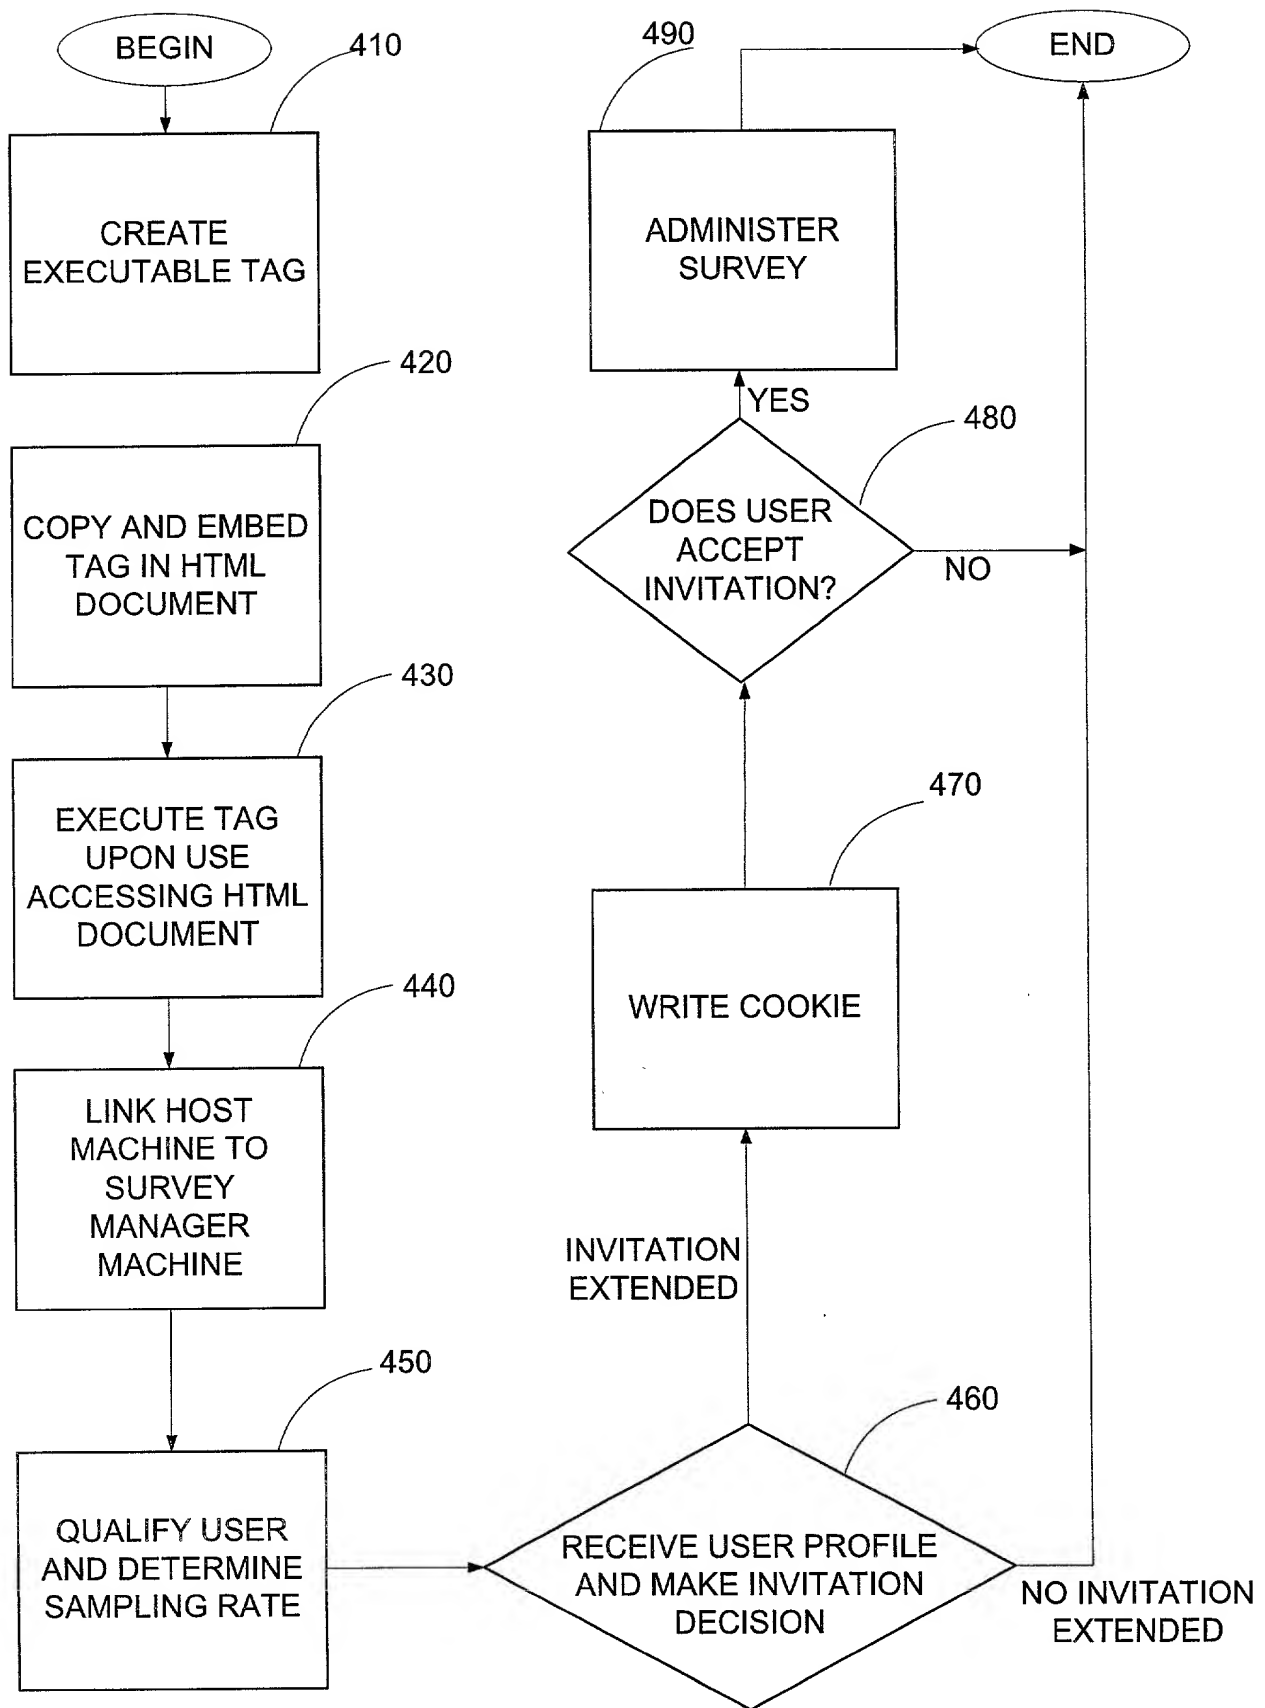 BEGIN
410
CREATE
EXECUTABLE TAG
420
COPY AND EMBED
TAG IN HTML
DOCUMENT
430
EXECUTE TAG
UPON USE
ACCESSING HTML
DOCUMENT
440
LINK HOST
MACHINE TO
SURVEY
MANAGER
MACHINE
450
QUALIFY USER
AND DETERMINE
SAMPLING RATE
460
RECEIVE USER PROFILE
AND MAKE INVITATION
DECISION
NO INVITATION
EXTENDED
INVITATION
EXTENDED
470
WRITE COOKIE
480
DOES USER
ACCEPT
INVITATION?
NO
YES
490
ADMINISTER
SURVEY
END